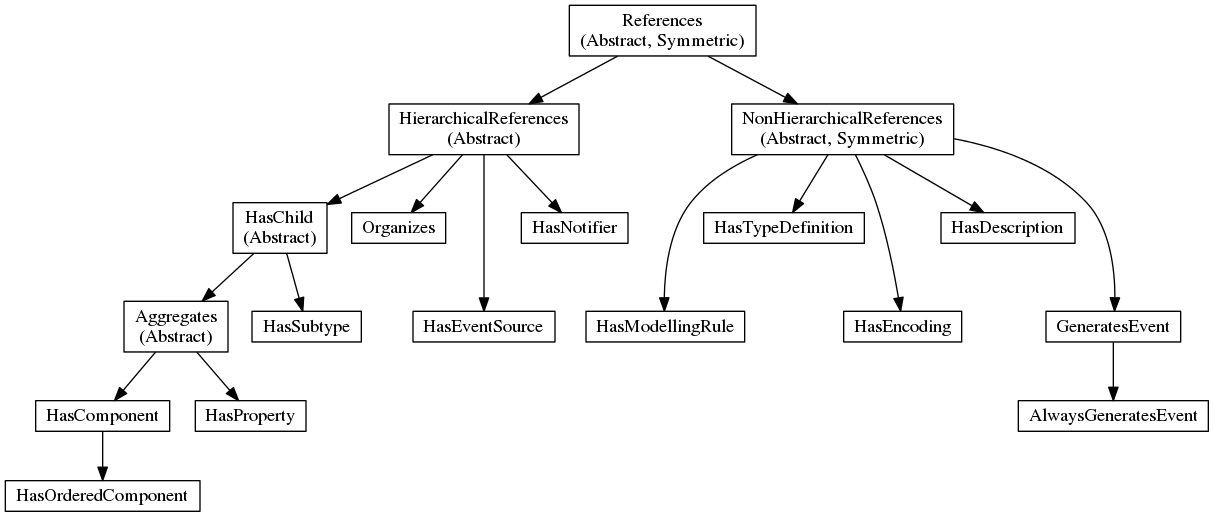 References
(Abstract, Symmetric)
HierarchicalReferences
(Abstract)
NonHierarchicalReferences
(Abstract, Symmetric)
HasChild
(Abstract)
Organizes
HasNotifier
HasTypeDefinition
HasDescription
Aggregates
(Abstract)
HasSubtype
HasEventSource
HasModellingRule
HasEncoding
GeneratesEvent
HasComponent
HasProperty
AlwaysGeneratesEvent
HasOrderedComponent